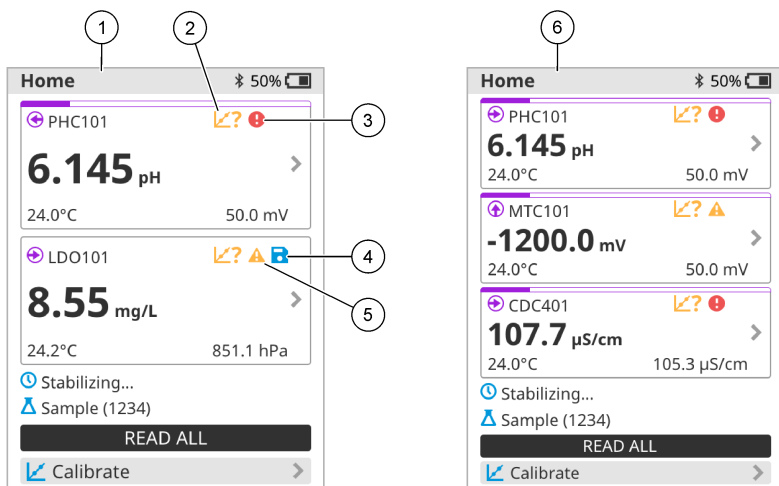 1
2
6
Home 50%
PHC101 ?
3
6.145 pH
24.0°C 50.0 mV
LDO101 ?
4
8.55 mg/L
5
24.2°C 851.1 hPa
Stabilizing...
Sample (1234)
READ ALL
Calibrate
Home 50%
PHC101 ?
6.145 pH
24.0°C 50.0 mV
MTC101 ?
-1200.0 mV
24.0°C 50.0 mV
CDC401 ?
107.7 µS/cm
24.0°C 105.3 µS/cm
Stabilizing...
Sample (1234)
READ ALL
Calibrate